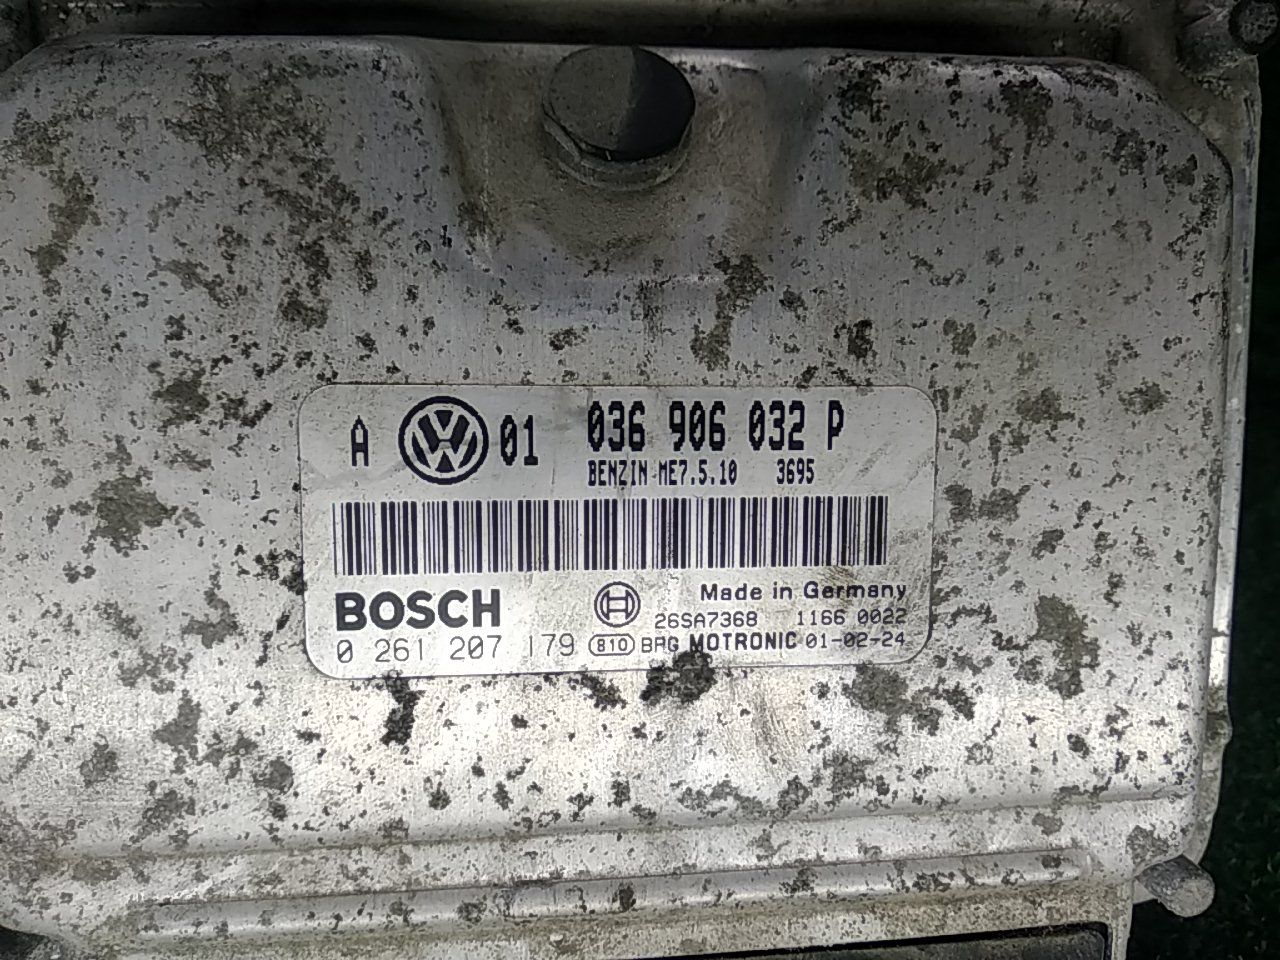 A 01 036 906 032 P
BENZIN ME7.5.10 3695
BOSCH Made in Germany
26SA7368 1166 0022
0 261 207 179 810 BRG MOTRONIC 01-02-24